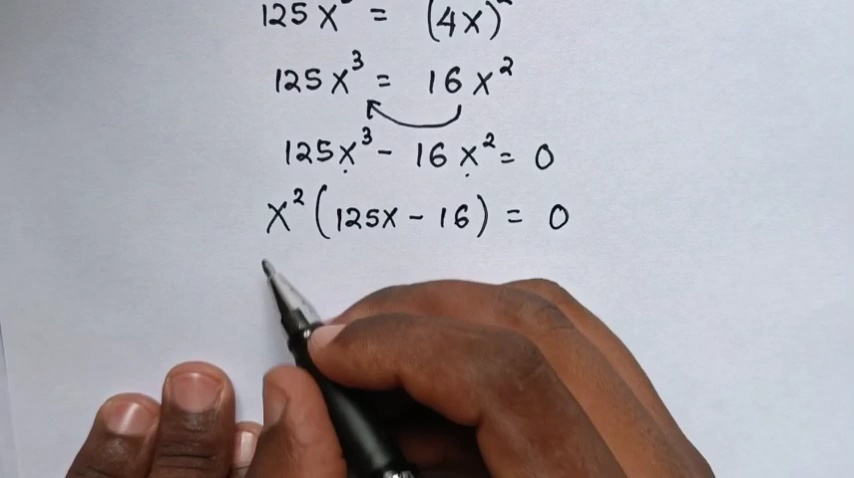 125x³ = (4x)²
125x³ = 16x²
125x³ - 16x² = 0
x²(125x - 16) = 0